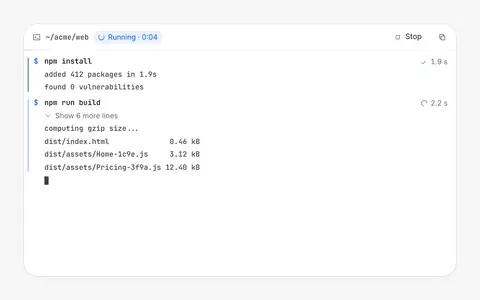 ~/acme/web Running · 0:04 Stop
$ npm install 1.9 s
added 412 packages in 1.9s
found 0 vulnerabilities
$ npm run build 2.2 s
Show 6 more lines
computing gzip size...
dist/index.html 0.46 kB
dist/assets/Home-1c9e.js 3.12 kB
dist/assets/Pricing-3f9a.js 12.40 kB